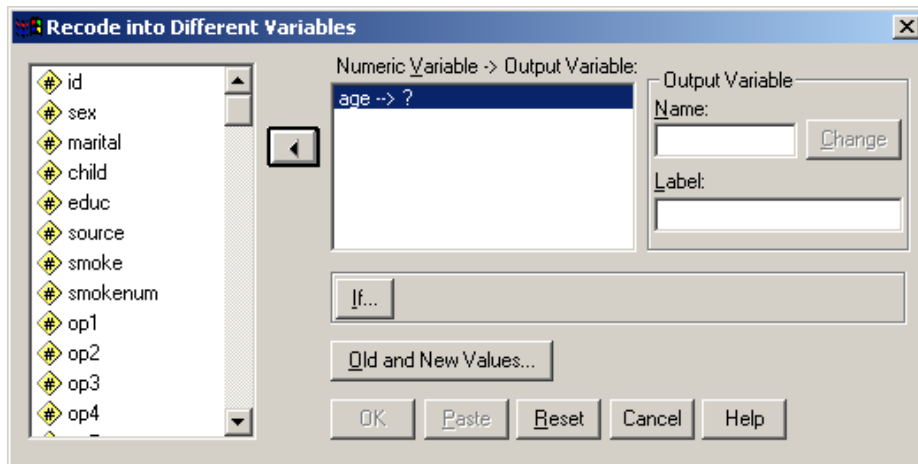 Recode into Different Variables
id
sex
marital
child
educ
source
smoke
smokenum
op1
op2
op3
op4
Numeric Variable -> Output Variable:
age --> ?
Output Variable
Name:
Change
Label:
If...
Old and New Values...
OK
Paste
Reset
Cancel
Help